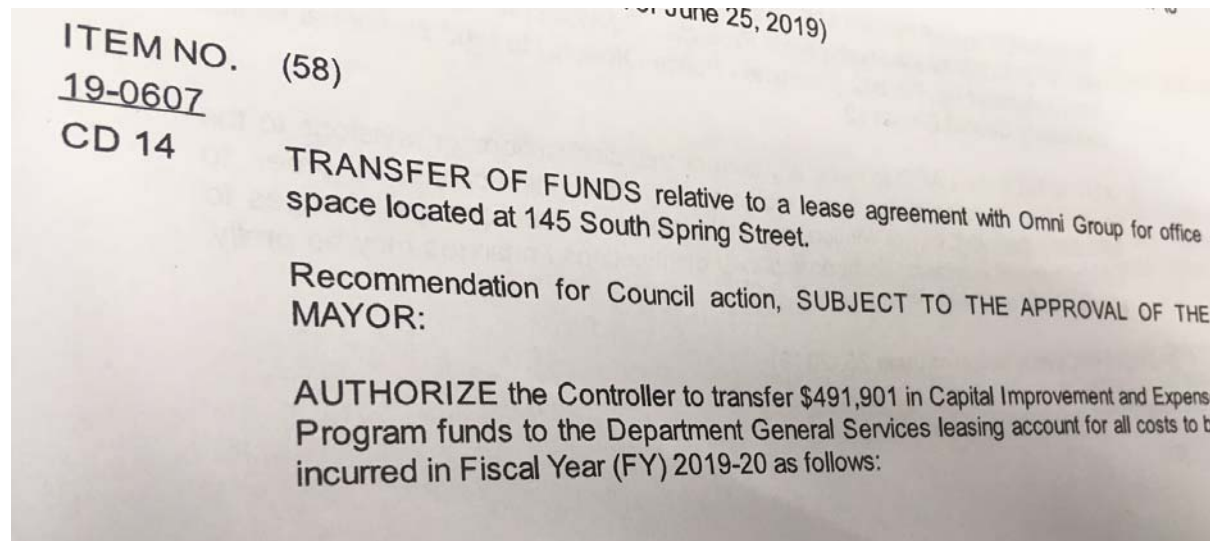 June 25, 2019)
ITEM NO. (58)
19-0607
CD 14
TRANSFER OF FUNDS relative to a lease agreement with Omni Group for office
space located at 145 South Spring Street.
Recommendation for Council action, SUBJECT TO THE APPROVAL OF THE
MAYOR:
AUTHORIZE the Controller to transfer $491,901 in Capital Improvement and Expens
Program funds to the Department General Services leasing account for all costs to b
incurred in Fiscal Year (FY) 2019-20 as follows: